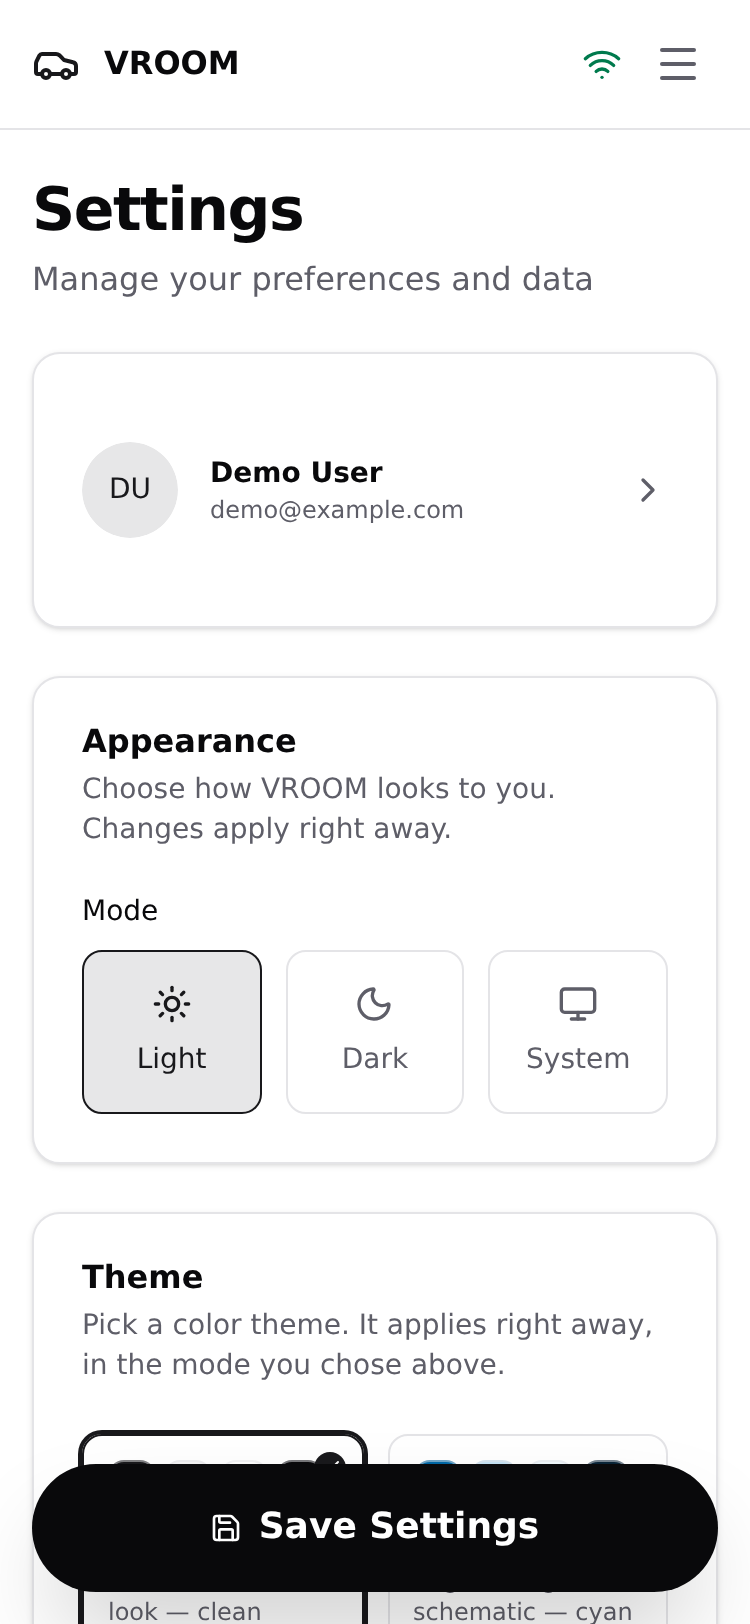 VROOM
Settings
Manage your preferences and data
DU
Demo User
demo@example.com
Appearance
Choose how VROOM looks to you.
Changes apply right away.
Mode
Light
Dark
System
Theme
Pick a color theme. It applies right away,
in the mode you chose above.
Save Settings
look — clean
schematic — cyan